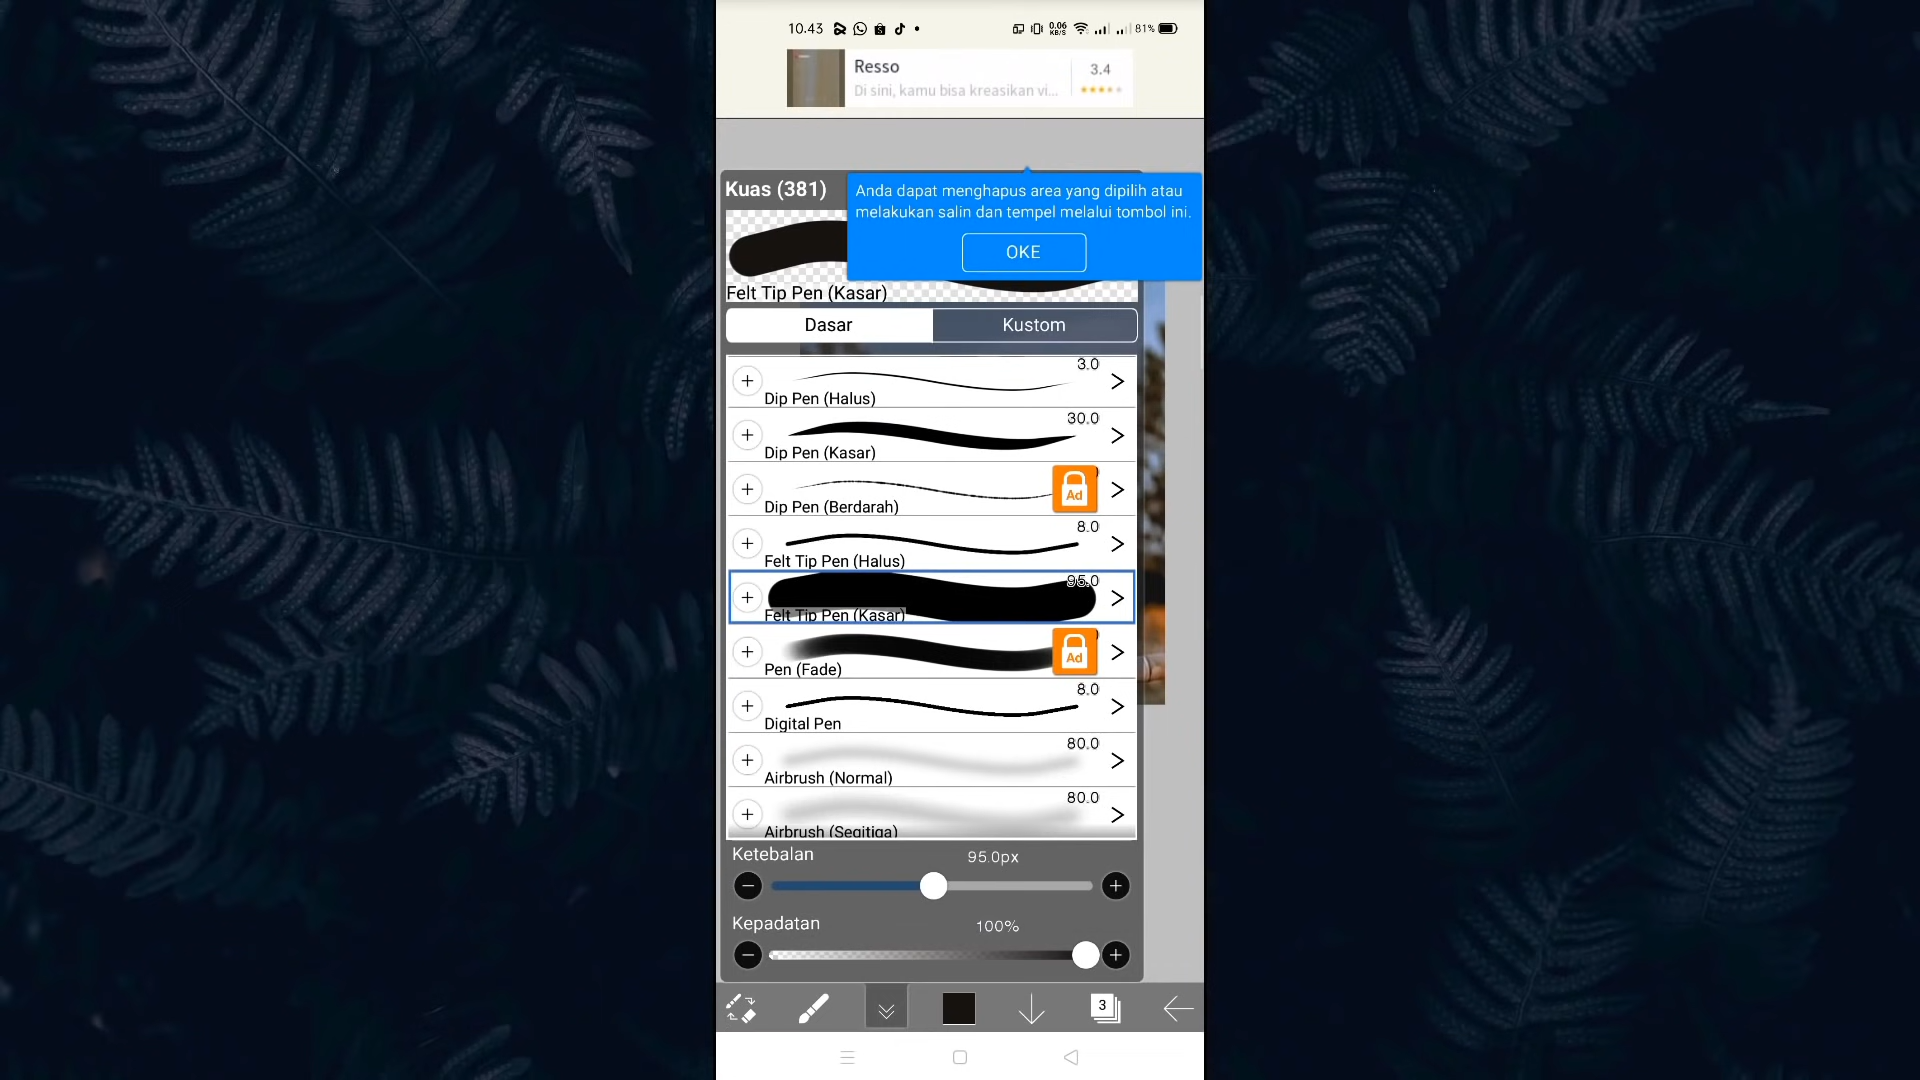 10.43
0.06
KB/S
81%
Resso
3.4
Di sini, kamu bisa kreasikan vi...
Kuas (381)
Anda dapat menghapus area yang dipilih atau
melakukan salin dan tempel melalui tombol ini.
OKE
Felt Tip Pen (Kasar)
Dasar
Kustom
3.0
Dip Pen (Halus)
30.0
Dip Pen (Kasar)
Ad
Dip Pen (Berdarah)
8.0
Felt Tip Pen (Halus)
95.0
Felt Tip Pen (Kasar)
Ad
Pen (Fade)
8.0
Digital Pen
80.0
Airbrush (Normal)
80.0
Airbrush (Segitiga)
Ketebalan
95.0px
Kepadatan
100%
3